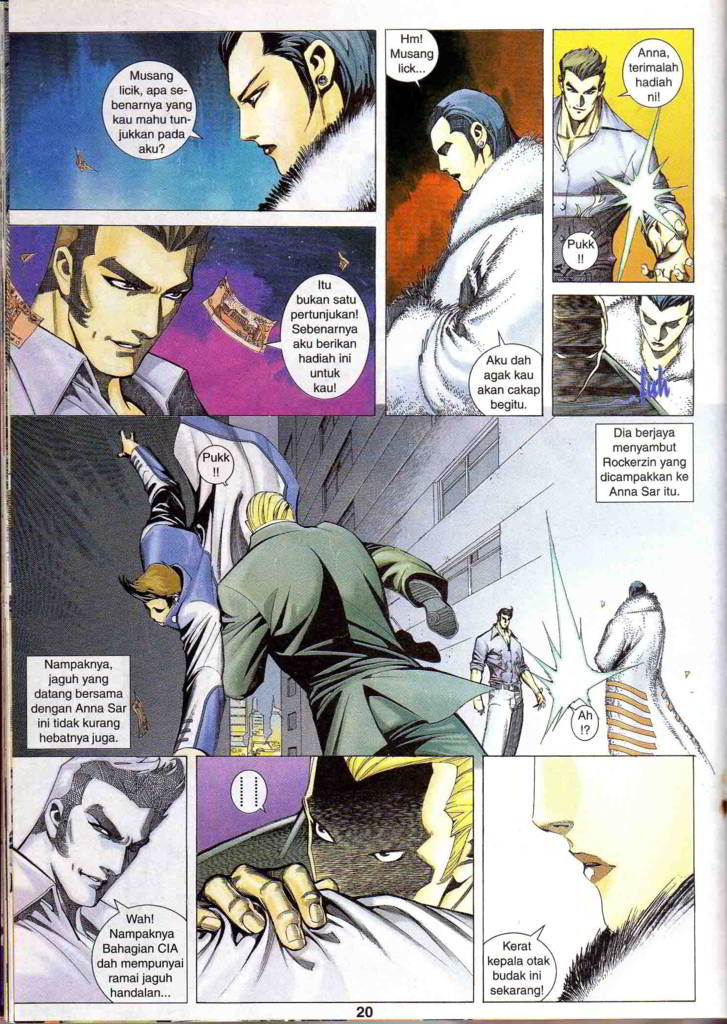 Musang
licik, apa se-
benarnya yang
kau mahu tun-
jukkan pada
aku?
Itu
bukan satu
pertunjukan!
Sebenarnya
aku berikan
hadiah ini
untuk
kau!
Hm!
Musang
lick...
Aku dah
agak kau
akan cakap
begitu.
Anna,
terimalah
hadiah
ni!
Pukk
!!
Pukk
!!
Dia berjaya
menyambut
Rockerzin yang
dicampakkan ke
Anna Sar itu.
Nampaknya,
jaguh yang
datang bersama
dengan Anna Sar
ini tidak kurang
hebatnya juga.
Ah
!?
Wah!
Nampaknya
Bahagian CIA
dah mempunyai
ramai jaguh
handalan...
!!
Kerat
kepala otak
budak ini
sekarang!
20